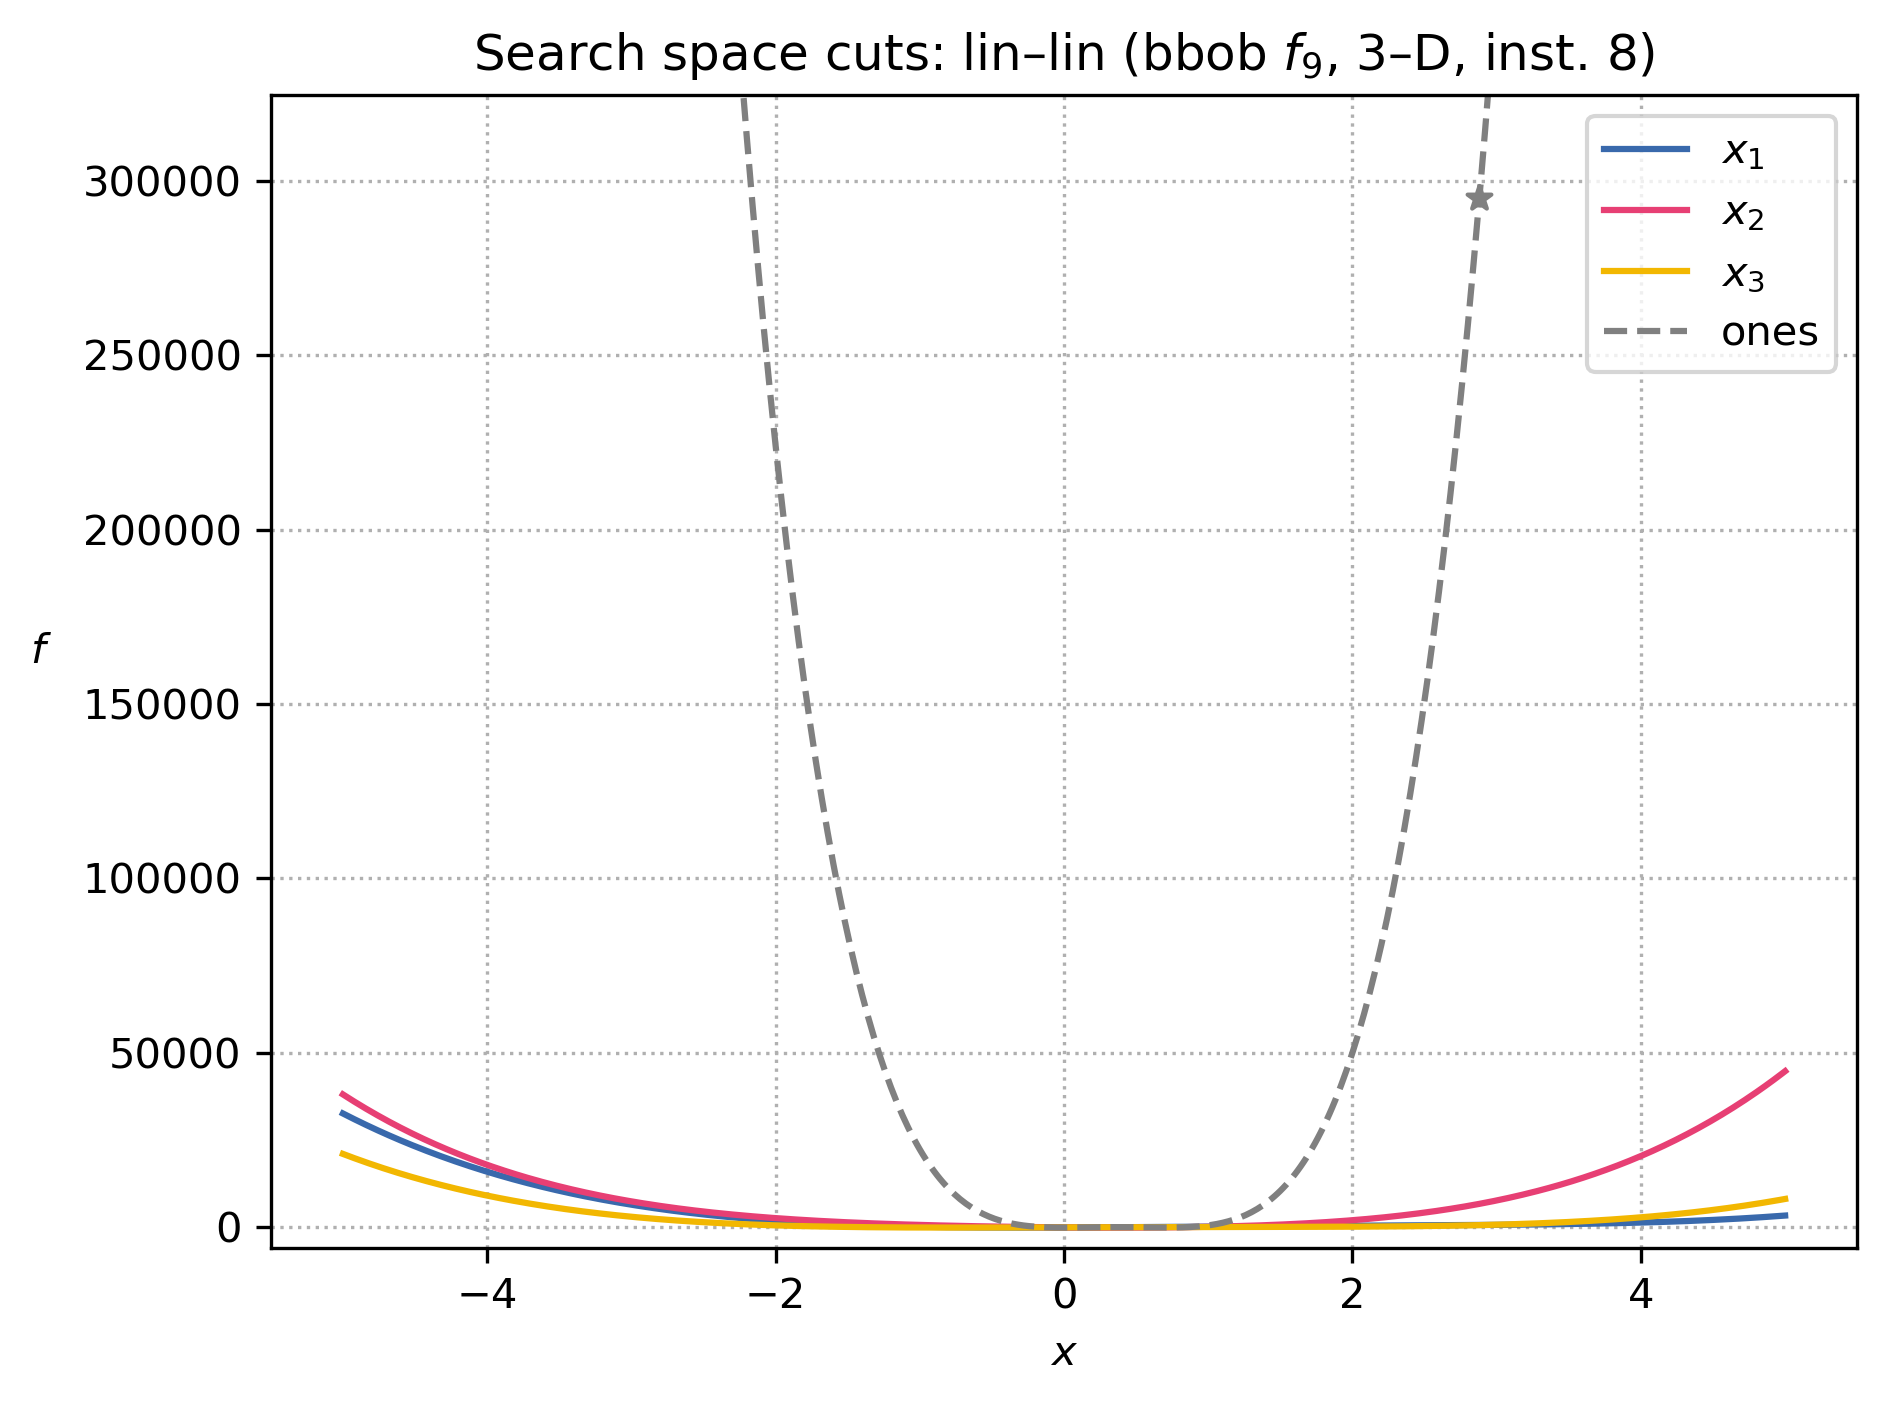 Search space cuts: lin–lin (bbob f₉, 3–D, inst. 8)
300000
250000
200000
150000
100000
50000
0
f
−4
−2
0
2
4
x
x₁
x₂
x₃
ones